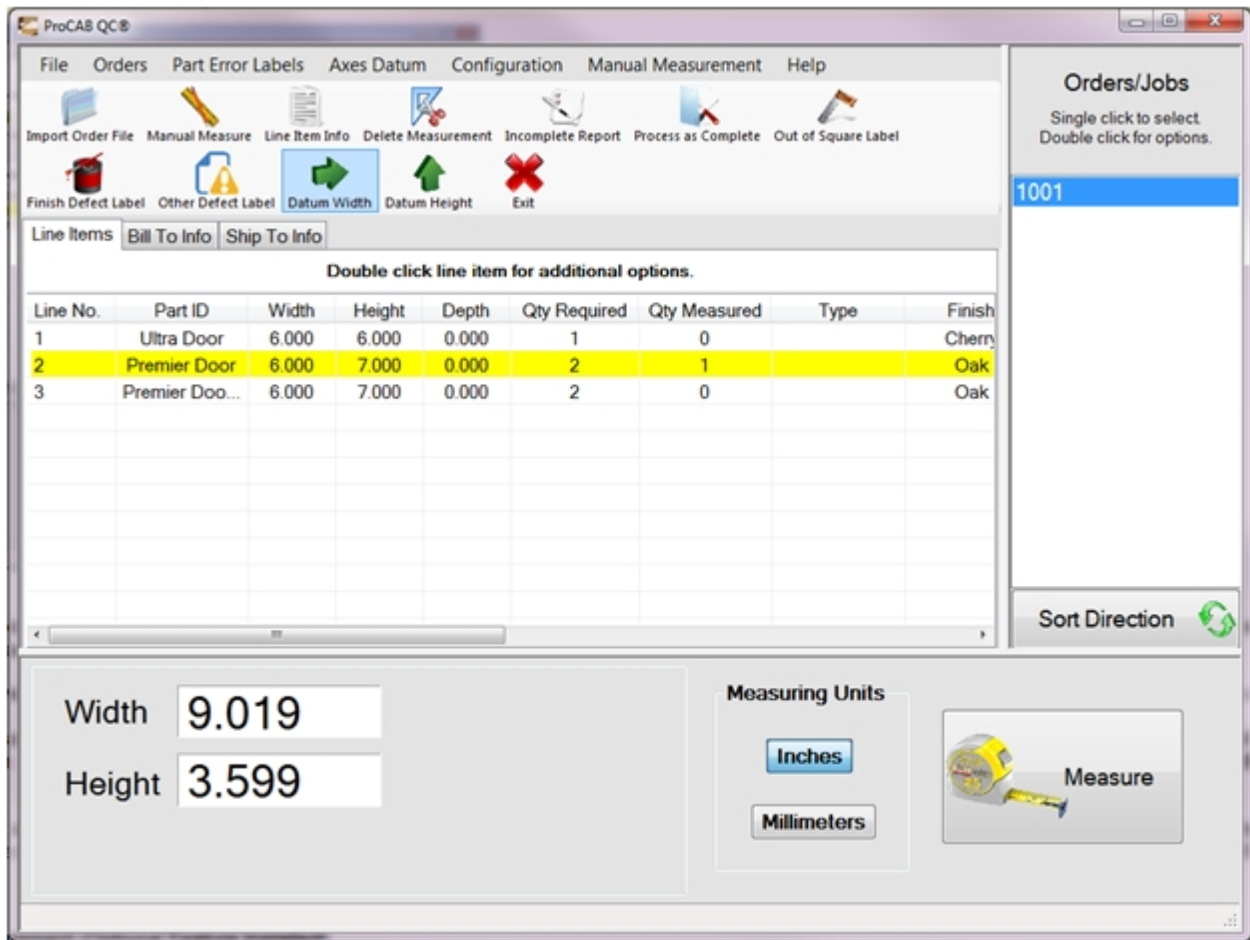 ProCAB QC®
File Orders Part Error Labels Axes Datum Configuration Manual Measurement Help
Import Order File Manual Measure Line Item Info Delete Measurement Incomplete Report Process as Complete Out of Square Label
Finish Defect Label Other Defect Label Datum Width Datum Height Exit
Line Items Bill To Info Ship To Info
Double click line item for additional options.
Line No. Part ID Width Height Depth Qty Required Qty Measured Type Finish
1 Ultra Door 6.000 6.000 0.000 1 0 Cherry
2 Premier Door 6.000 7.000 0.000 2 1 Oak
3 Premier Doo... 6.000 7.000 0.000 2 0 Oak
Orders/Jobs
Single click to select.
Double click for options.
1001
Sort Direction
Width 9.019
Height 3.599
Measuring Units
Inches
Millimeters
Measure